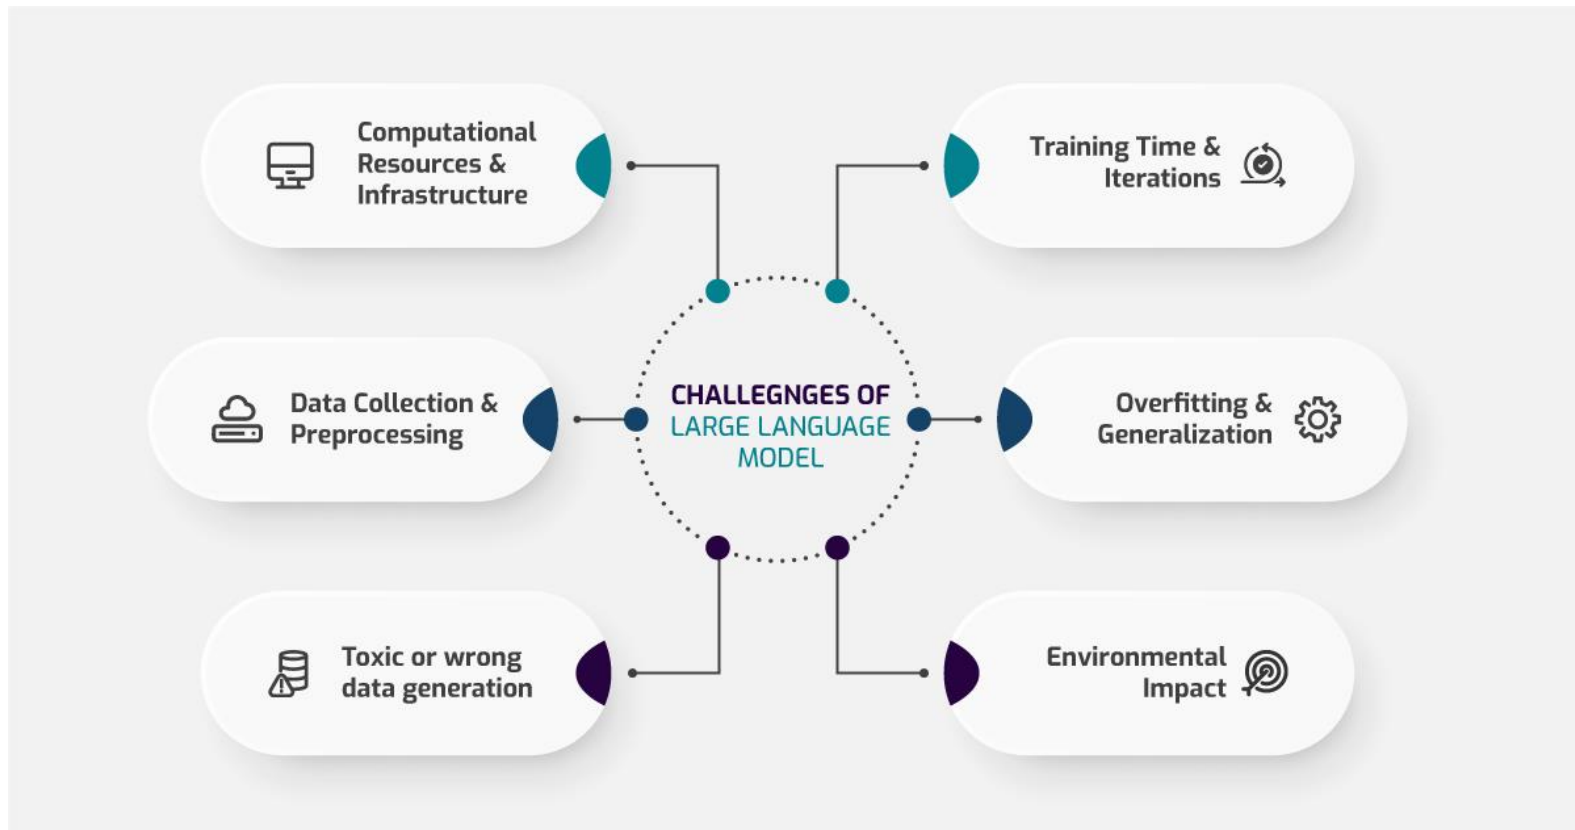 Computational
Resources &
Infrastructure
Training Time &
Iterations
Data Collection &
Preprocessing
CHALLEGNGES OF
LARGE LANGUAGE
MODEL
Overfitting &
Generalization
Toxic or wrong
data generation
Environmental
Impact